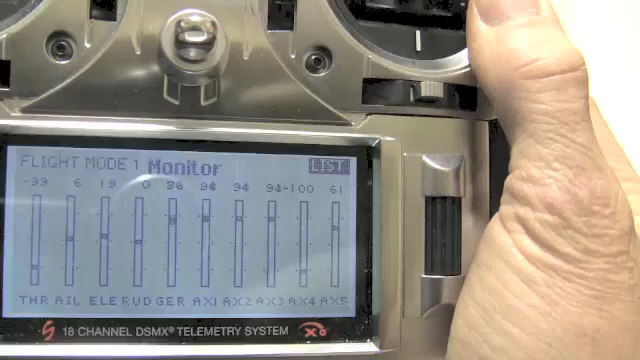 FLIGHT MODE 1 Monitor LIST
-99 6 19 0 96 94 94 94 -100 61
THR AIL ELE RUD GER AX1 AX2 AX3 AX4 AX5
18 CHANNEL DSMX® TELEMETRY SYSTEM